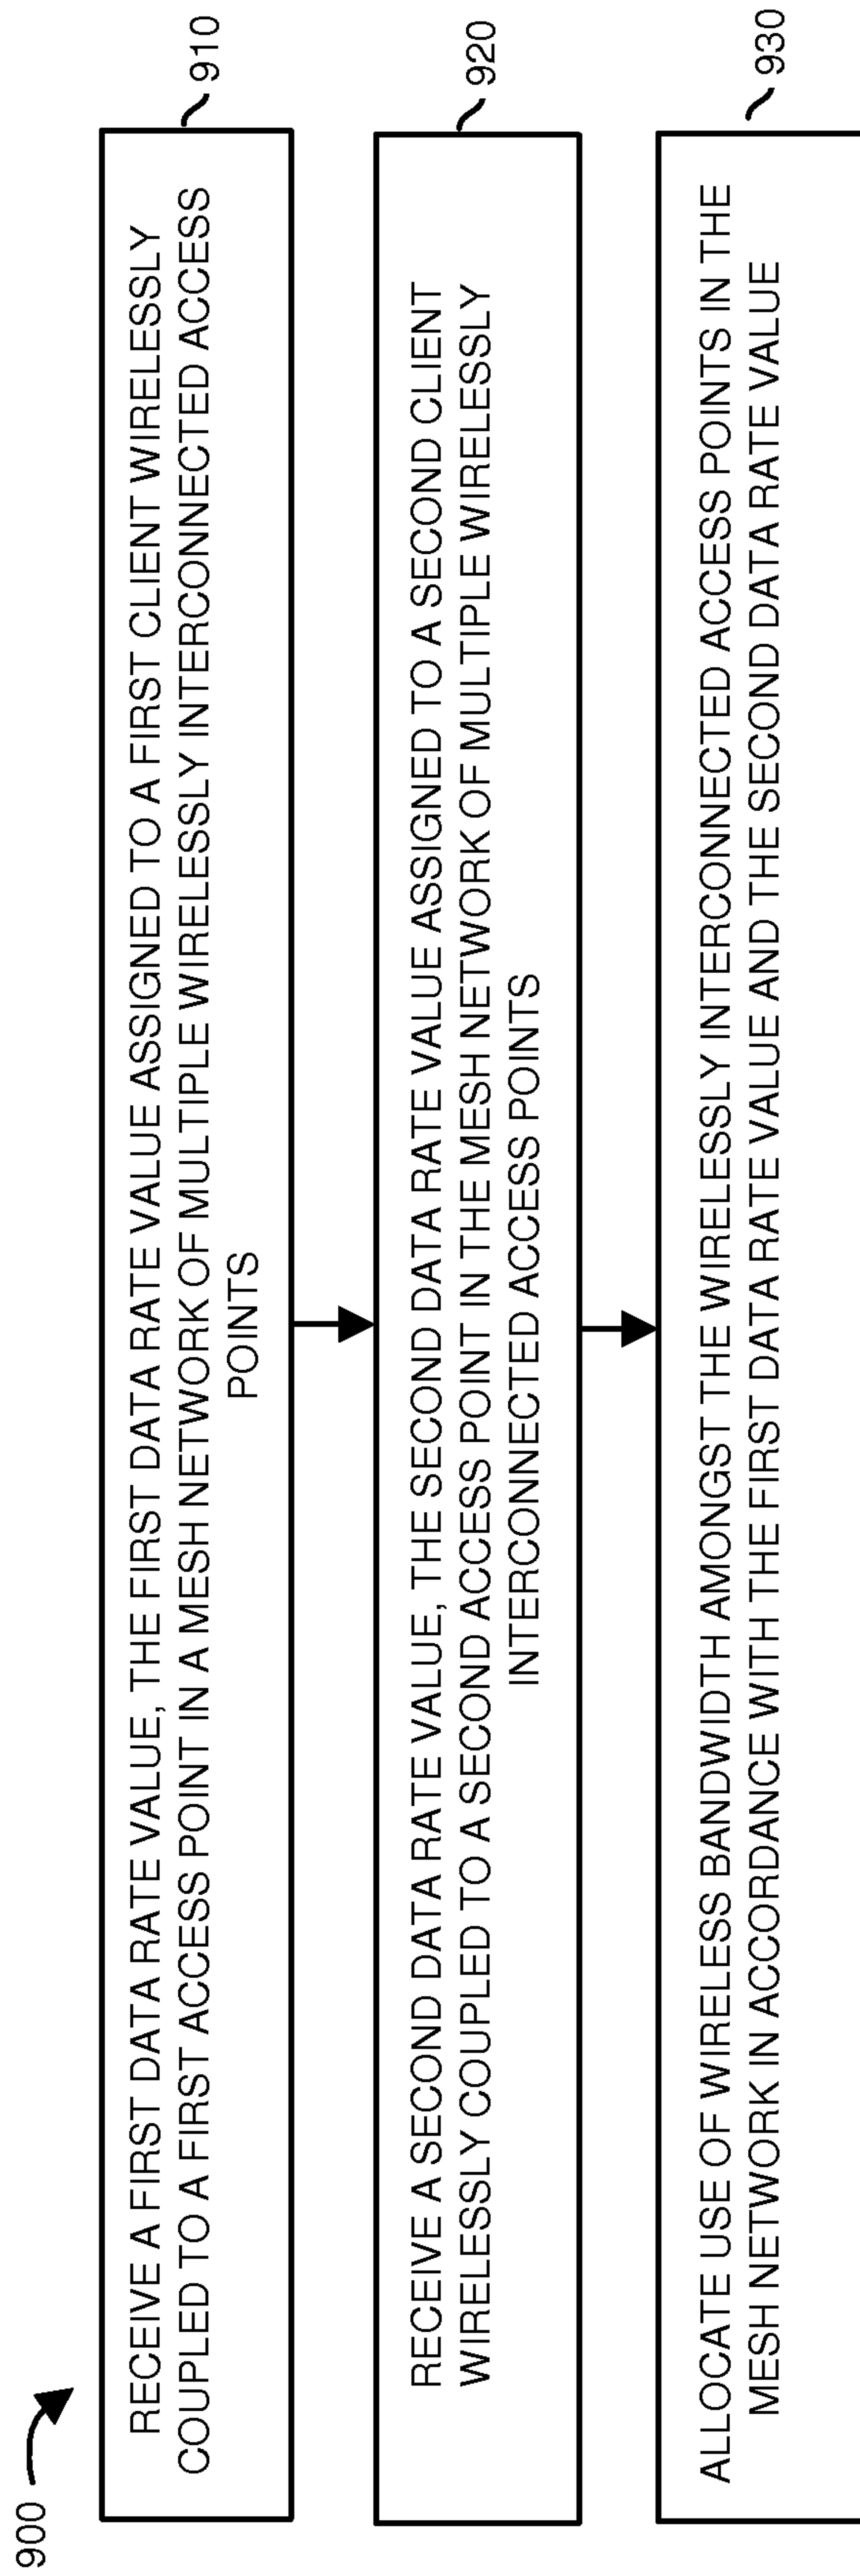 900
RECEIVE A FIRST DATA RATE VALUE, THE FIRST DATA RATE VALUE ASSIGNED TO A FIRST CLIENT WIRELESSLY
COUPLED TO A FIRST ACCESS POINT IN A MESH NETWORK OF MULTIPLE WIRELESSLY INTERCONNECTED ACCESS
POINTS
910
RECEIVE A SECOND DATA RATE VALUE, THE SECOND DATA RATE VALUE ASSIGNED TO A SECOND CLIENT
WIRELESSLY COUPLED TO A SECOND ACCESS POINT IN THE MESH NETWORK OF MULTIPLE WIRELESSLY
INTERCONNECTED ACCESS POINTS
920
ALLOCATE USE OF WIRELESS BANDWIDTH AMONGST THE WIRELESSLY INTERCONNECTED ACCESS POINTS IN THE
MESH NETWORK IN ACCORDANCE WITH THE FIRST DATA RATE VALUE AND THE SECOND DATA RATE VALUE
930